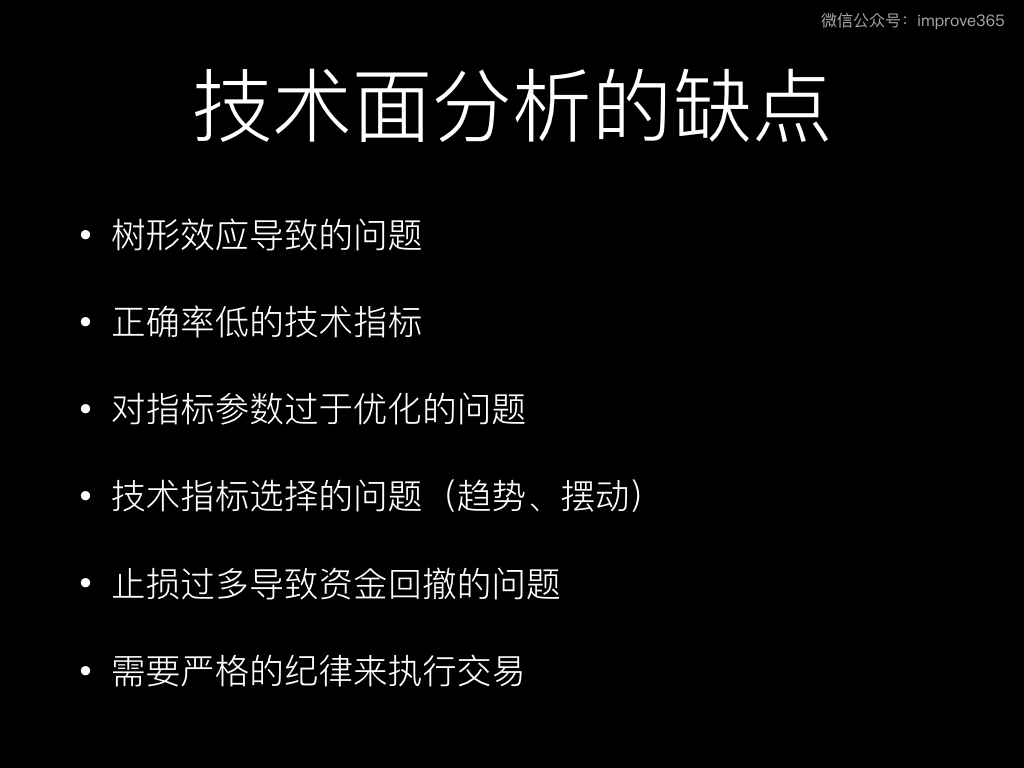 微信公众号：improve365
技术面分析的缺点
• 树形效应导致的问题
• 正确率低的技术指标
• 对指标参数过于优化的问题
• 技术指标选择的问题（趋势、摆动）
• 止损过多导致资金回撤的问题
• 需要严格的纪律来执行交易